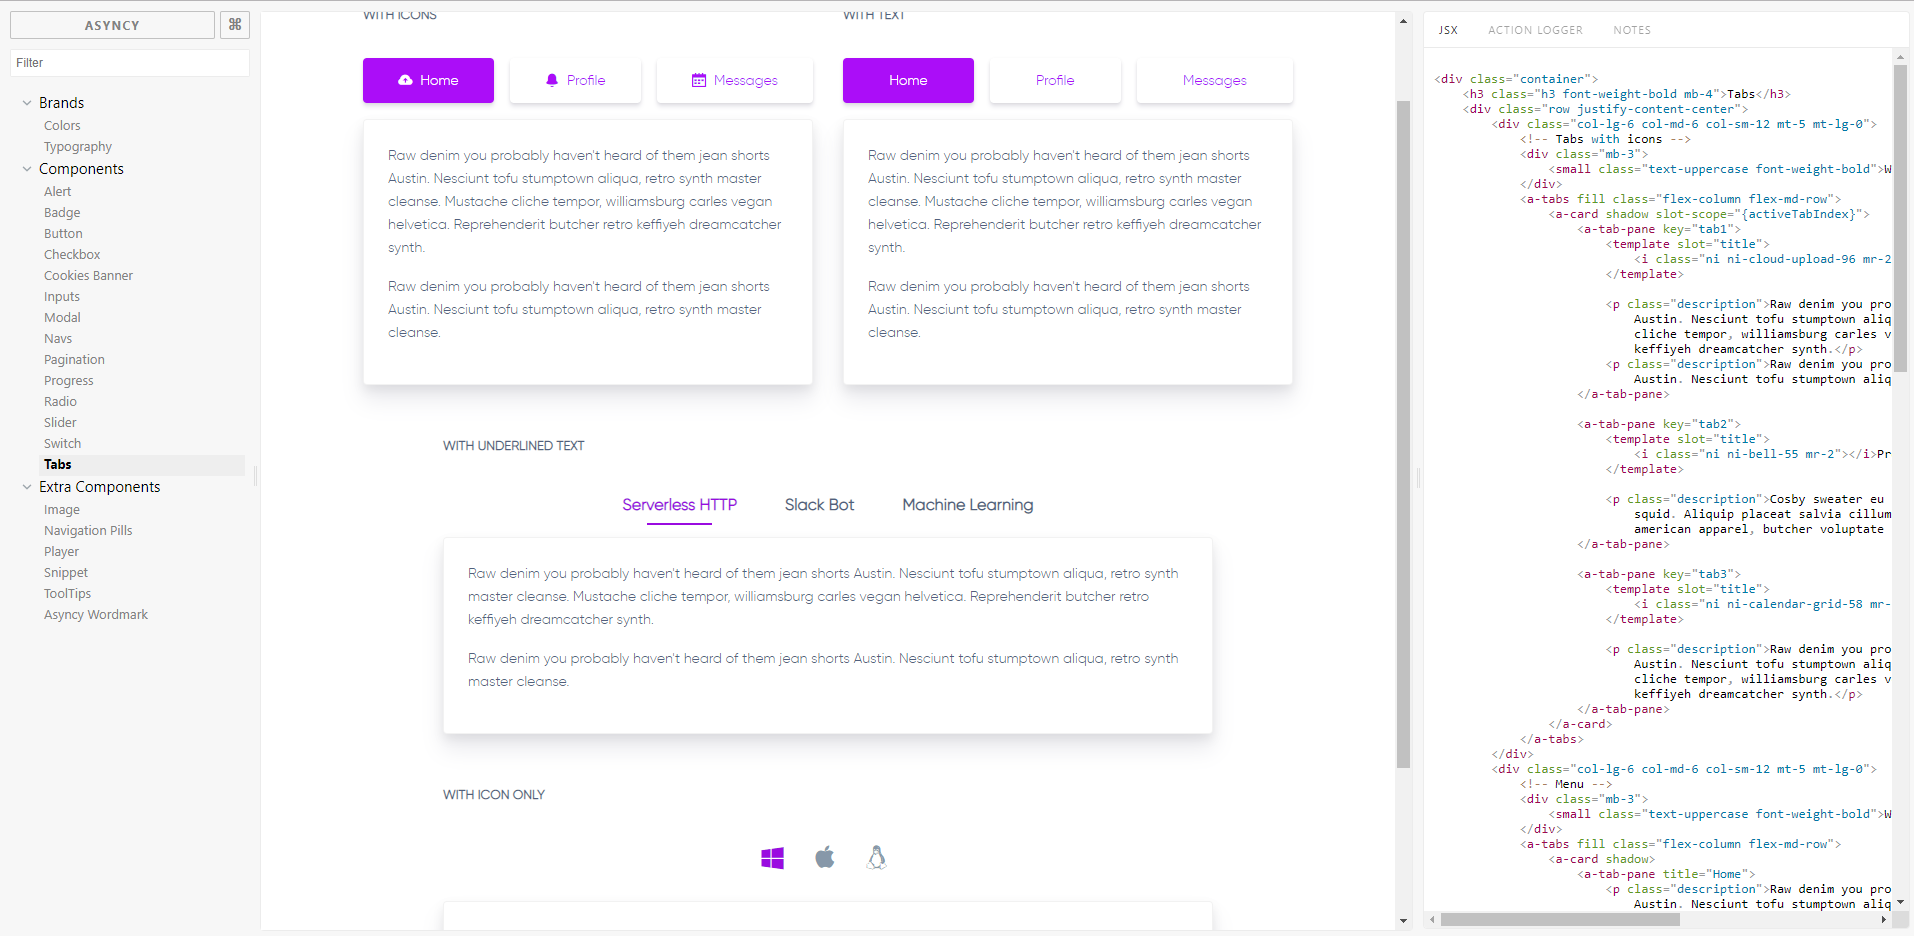 ASYNCY
⌘
Filter
Brands
Colors
Typography
Components
Alert
Badge
Button
Checkbox
Cookies Banner
Inputs
Modal
Navs
Pagination
Progress
Radio
Slider
Switch
Tabs
Extra Components
Image
Navigation Pills
Player
Snippet
ToolTips
Asyncy Wordmark
WITH ICONS
Home
Profile
Messages
Raw denim you probably haven't heard of them jean shorts
Austin. Nesciunt tofu stumptown aliqua, retro synth master
cleanse. Mustache cliche tempor, williamsburg carles vegan
helvetica. Reprehenderit butcher retro keffiyeh dreamcatcher
synth.
Raw denim you probably haven't heard of them jean shorts
Austin. Nesciunt tofu stumptown aliqua, retro synth master
cleanse.
WITH TEXT
Home
Profile
Messages
Raw denim you probably haven't heard of them jean shorts
Austin. Nesciunt tofu stumptown aliqua, retro synth master
cleanse. Mustache cliche tempor, williamsburg carles vegan
helvetica. Reprehenderit butcher retro keffiyeh dreamcatcher
synth.
Raw denim you probably haven't heard of them jean shorts
Austin. Nesciunt tofu stumptown aliqua, retro synth master
cleanse.
WITH UNDERLINED TEXT
Serverless HTTP
Slack Bot
Machine Learning
Raw denim you probably haven't heard of them jean shorts Austin. Nesciunt tofu stumptown aliqua, retro synth
master cleanse. Mustache cliche tempor, williamsburg carles vegan helvetica. Reprehenderit butcher retro
keffiyeh dreamcatcher synth.
Raw denim you probably haven't heard of them jean shorts Austin. Nesciunt tofu stumptown aliqua, retro synth
master cleanse.
WITH ICON ONLY
JSX
ACTION LOGGER
NOTES
<div class="container">
<h3 class="h3 font-weight-bold mb-4">Tabs</h3>
<div class="row justify-content-center">
<div class="col-lg-6 col-md-6 col-sm-12 mt-5 mt-lg-0">
<!-- Tabs with icons -->
<div class="mb-3">
<small class="text-uppercase font-weight-bold">W
</div>
<a-tabs fill class="flex-column flex-md-row">
<a-card shadow slot-scope="{activeTabIndex}">
<a-tab-pane key="tab1">
<template slot="title">
<i class="ni ni-cloud-upload-96 mr-2
</template>
<p class="description">Raw denim you pro
Austin. Nesciunt tofu stumptown aliq
cliche tempor, williamsburg carles v
keffiyeh dreamcatcher synth.</p>
<p class="description">Raw denim you pro
Austin. Nesciunt tofu stumptown aliq
</a-tab-pane>
<a-tab-pane key="tab2">
<template slot="title">
<i class="ni ni-bell-55 mr-2"></i>Pr
</template>
<p class="description">Cosby sweater eu
squid. Aliquip placeat salvia cillum
american apparel, butcher voluptate
</a-tab-pane>
<a-tab-pane key="tab3">
<template slot="title">
<i class="ni ni-calendar-grid-58 mr-
</template>
<p class="description">Raw denim you pro
Austin. Nesciunt tofu stumptown aliq
cliche tempor, williamsburg carles v
keffiyeh dreamcatcher synth.</p>
</a-tab-pane>
</a-card>
</a-tabs>
</div>
<div class="col-lg-6 col-md-6 col-sm-12 mt-5 mt-lg-0">
<!-- Menu -->
<div class="mb-3">
<small class="text-uppercase font-weight-bold">W
</div>
<a-tabs fill class="flex-column flex-md-row">
<a-card shadow>
<a-tab-pane title="Home">
<p class="description">Raw denim you pro
Austin. Nesciunt tofu stumptown aliq